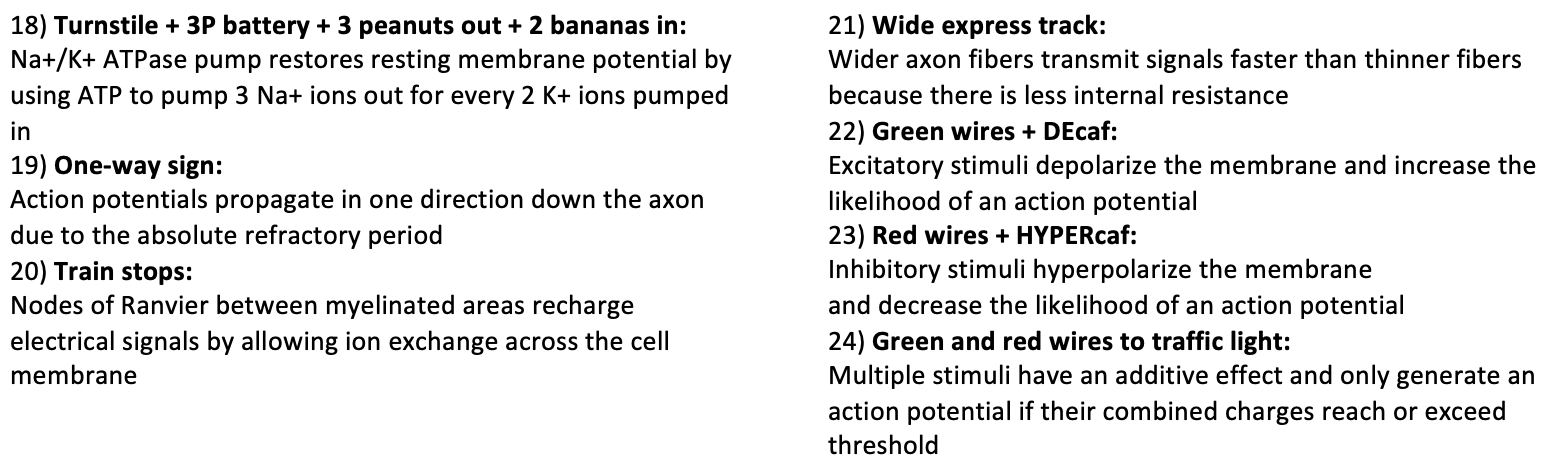 18) Turnstile + 3P battery + 3 peanuts out + 2 bananas in:
Na+/K+ ATPase pump restores resting membrane potential by
using ATP to pump 3 Na+ ions out for every 2 K+ ions pumped
in
19) One-way sign:
Action potentials propagate in one direction down the axon
due to the absolute refractory period
20) Train stops:
Nodes of Ranvier between myelinated areas recharge
electrical signals by allowing ion exchange across the cell
membrane
21) Wide express track:
Wider axon fibers transmit signals faster than thinner fibers
because there is less internal resistance
22) Green wires + DEcaf:
Excitatory stimuli depolarize the membrane and increase the
likelihood of an action potential
23) Red wires + HYPERcaf:
Inhibitory stimuli hyperpolarize the membrane
and decrease the likelihood of an action potential
24) Green and red wires to traffic light:
Multiple stimuli have an additive effect and only generate an
action potential if their combined charges reach or exceed
threshold